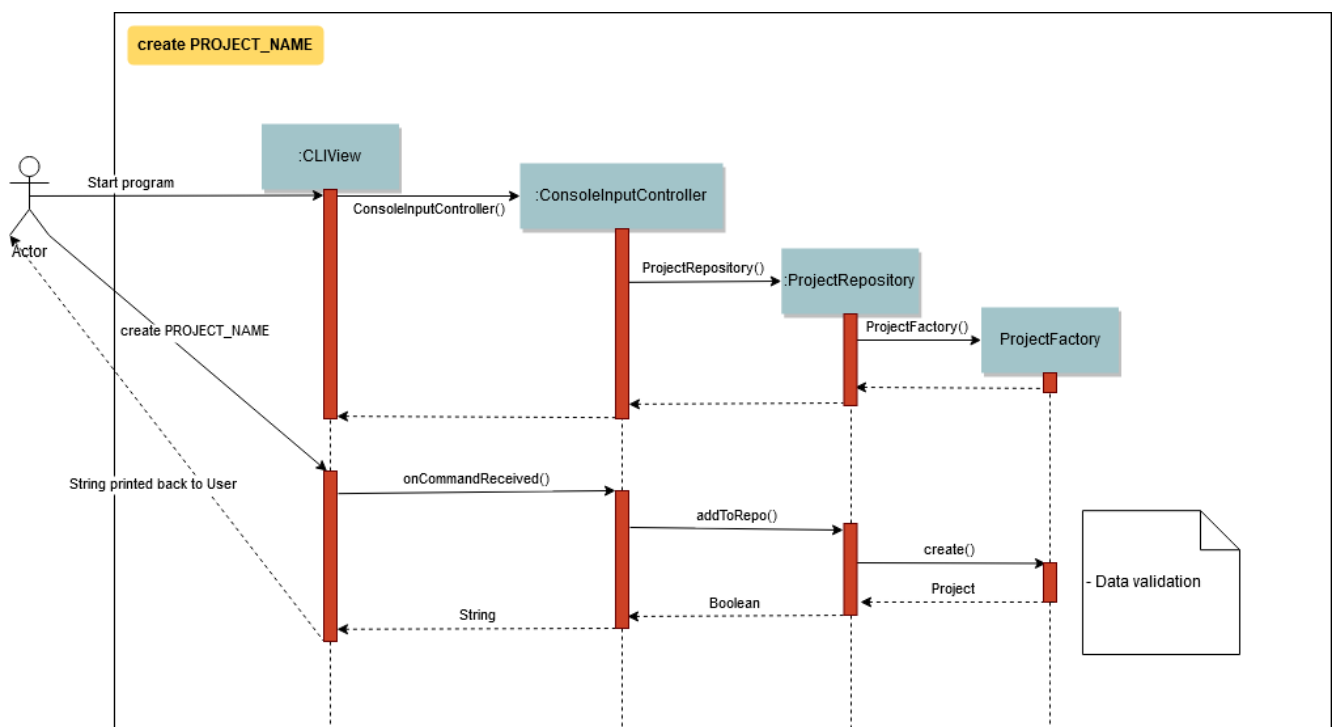 create PROJECT_NAME
:CLIView
Start program
ConsoleInputController()
:ConsoleInputController
Actor
ProjectRepository()
:ProjectRepository
ProjectFactory()
ProjectFactory
create PROJECT_NAME
String printed back to User
onCommandReceived()
addToRepo()
create()
- Data validation
Project
Boolean
String